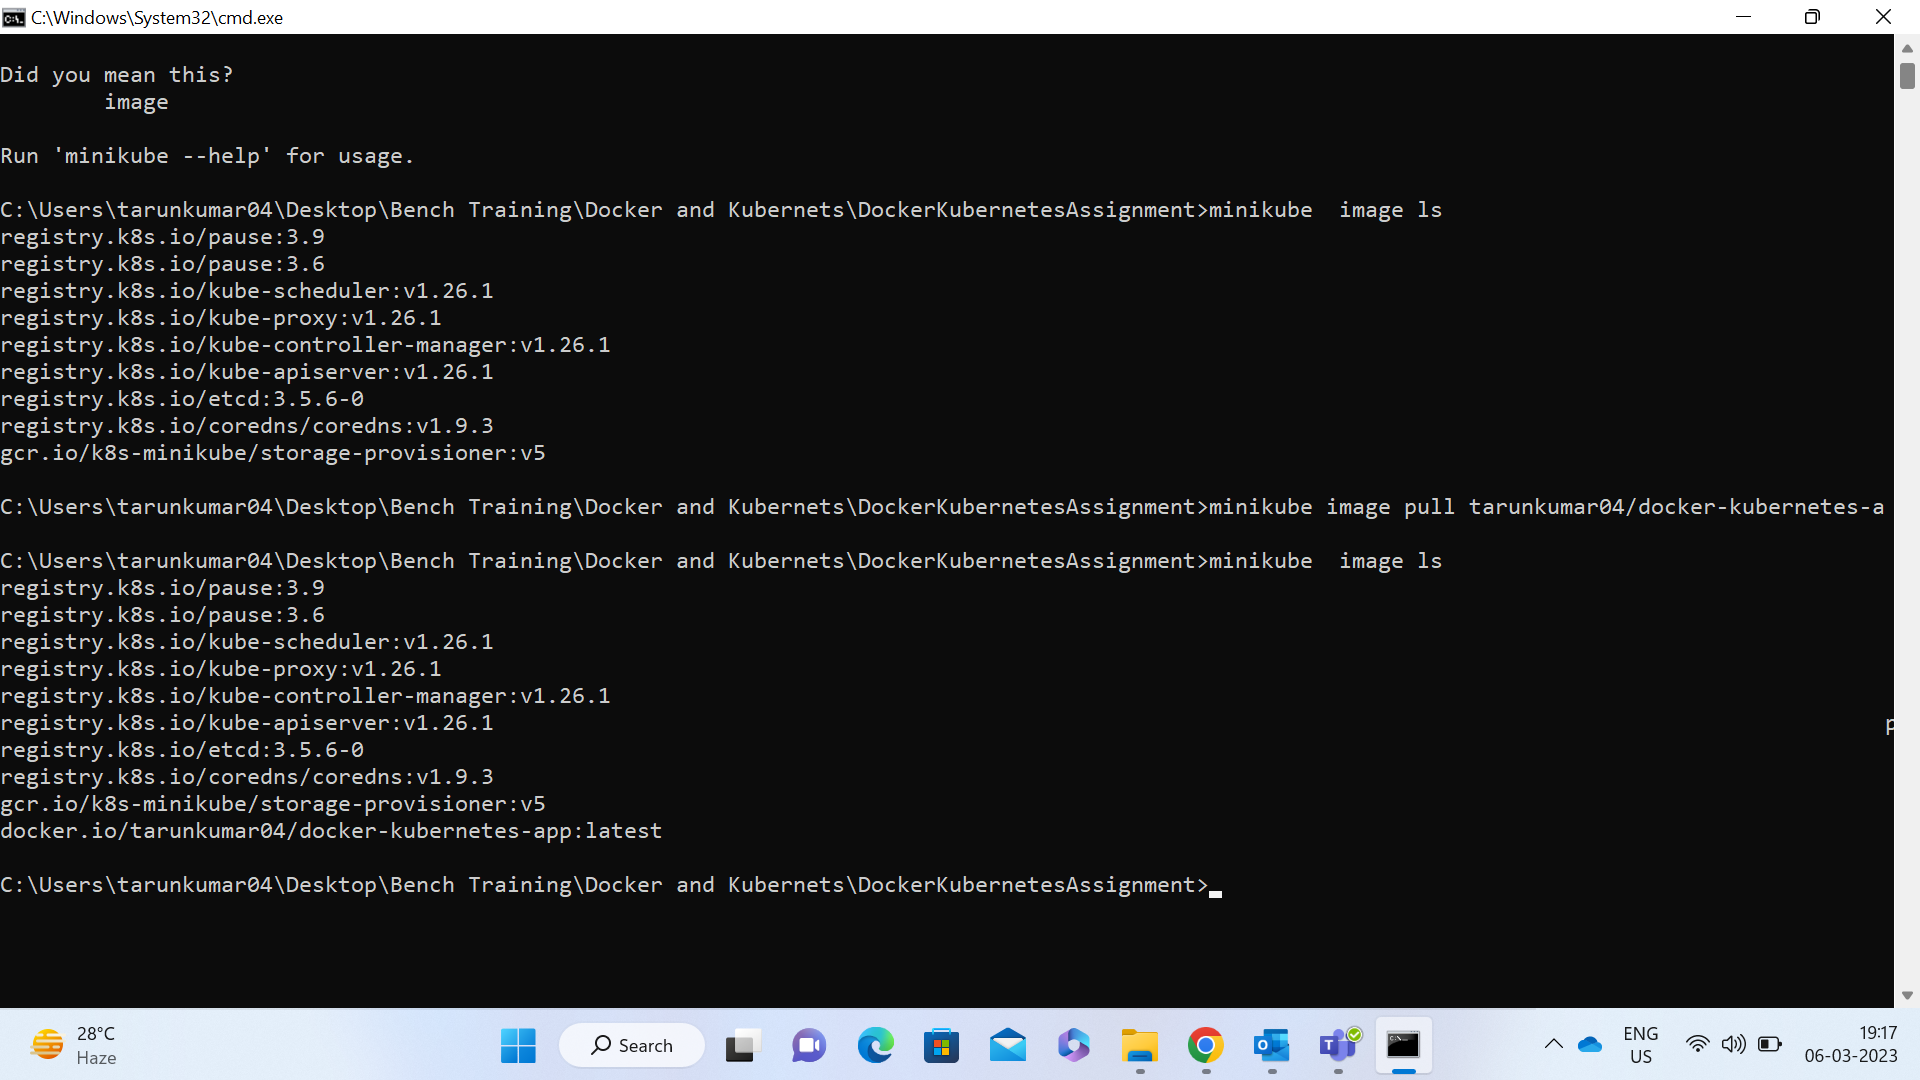 C:\Windows\System32\cmd.exe
Did you mean this?
image
Run 'minikube --help' for usage.
C:\Users\tarunkumar04\Desktop\Bench Training\Docker and Kubernets\DockerKubernetesAssignment>minikube  image ls
registry.k8s.io/pause:3.9
registry.k8s.io/pause:3.6
registry.k8s.io/kube-scheduler:v1.26.1
registry.k8s.io/kube-proxy:v1.26.1
registry.k8s.io/kube-controller-manager:v1.26.1
registry.k8s.io/kube-apiserver:v1.26.1
registry.k8s.io/etcd:3.5.6-0
registry.k8s.io/coredns/coredns:v1.9.3
gcr.io/k8s-minikube/storage-provisioner:v5
C:\Users\tarunkumar04\Desktop\Bench Training\Docker and Kubernets\DockerKubernetesAssignment>minikube image pull tarunkumar04/docker-kubernetes-a
C:\Users\tarunkumar04\Desktop\Bench Training\Docker and Kubernets\DockerKubernetesAssignment>minikube  image ls
registry.k8s.io/pause:3.9
registry.k8s.io/pause:3.6
registry.k8s.io/kube-scheduler:v1.26.1
registry.k8s.io/kube-proxy:v1.26.1
registry.k8s.io/kube-controller-manager:v1.26.1
registry.k8s.io/kube-apiserver:v1.26.1
p
registry.k8s.io/etcd:3.5.6-0
registry.k8s.io/coredns/coredns:v1.9.3
gcr.io/k8s-minikube/storage-provisioner:v5
docker.io/tarunkumar04/docker-kubernetes-app:latest
C:\Users\tarunkumar04\Desktop\Bench Training\Docker and Kubernets\DockerKubernetesAssignment>
28°C
Haze
Search
ENG
US
19:17
06-03-2023